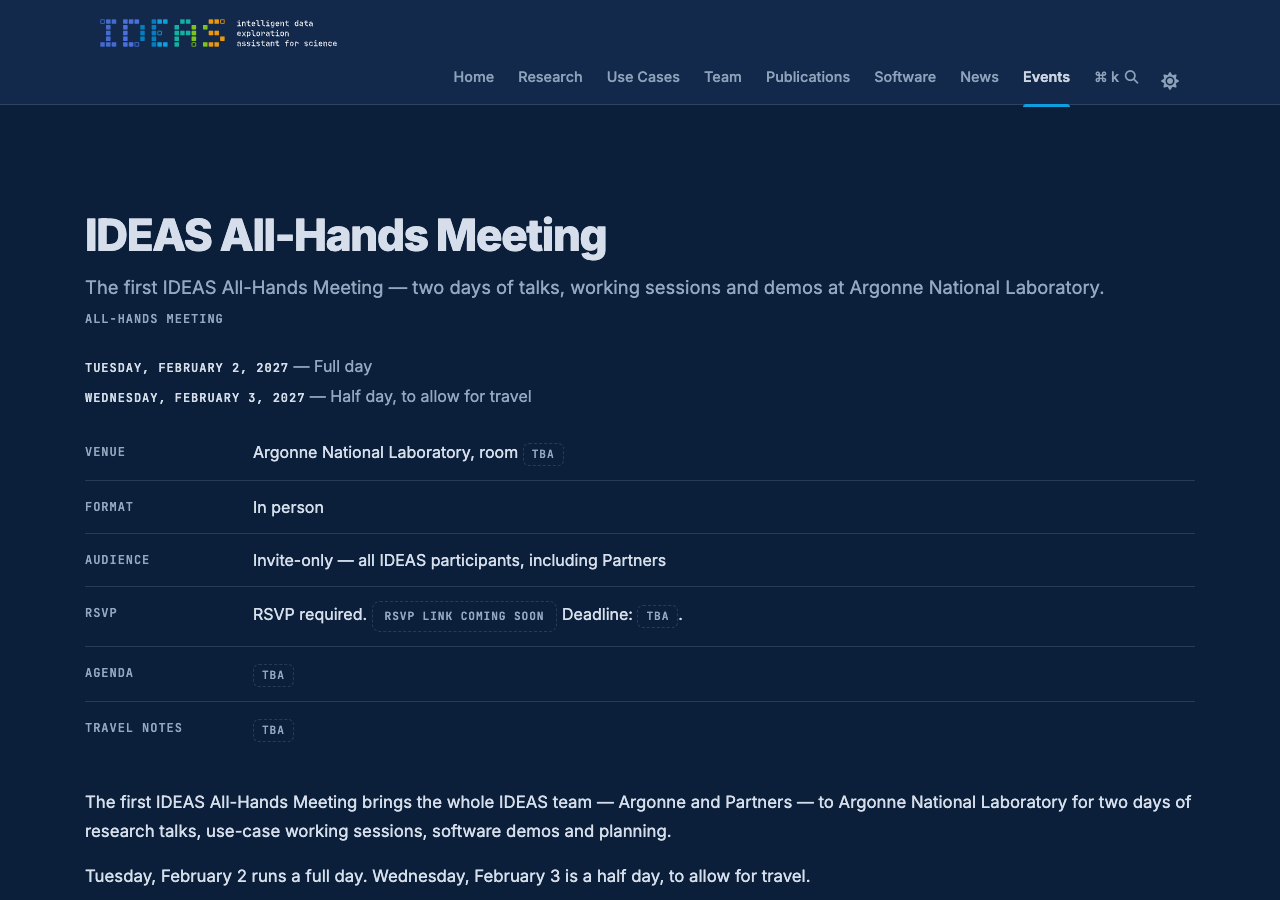 IDEAS
intelligent data
exploration
assistant for science
Home Research Use Cases Team Publications Software News Events ⌘ k
IDEAS All-Hands Meeting
The first IDEAS All-Hands Meeting — two days of talks, working sessions and demos at Argonne National Laboratory.
ALL-HANDS MEETING
TUESDAY, FEBRUARY 2, 2027 — Full day
WEDNESDAY, FEBRUARY 3, 2027 — Half day, to allow for travel
VENUE Argonne National Laboratory, room TBA
FORMAT In person
AUDIENCE Invite-only — all IDEAS participants, including Partners
RSVP RSVP required. RSVP LINK COMING SOON Deadline: TBA.
AGENDA TBA
TRAVEL NOTES TBA
The first IDEAS All-Hands Meeting brings the whole IDEAS team — Argonne and Partners — to Argonne National Laboratory for two days of
research talks, use-case working sessions, software demos and planning.
Tuesday, February 2 runs a full day. Wednesday, February 3 is a half day, to allow for travel.